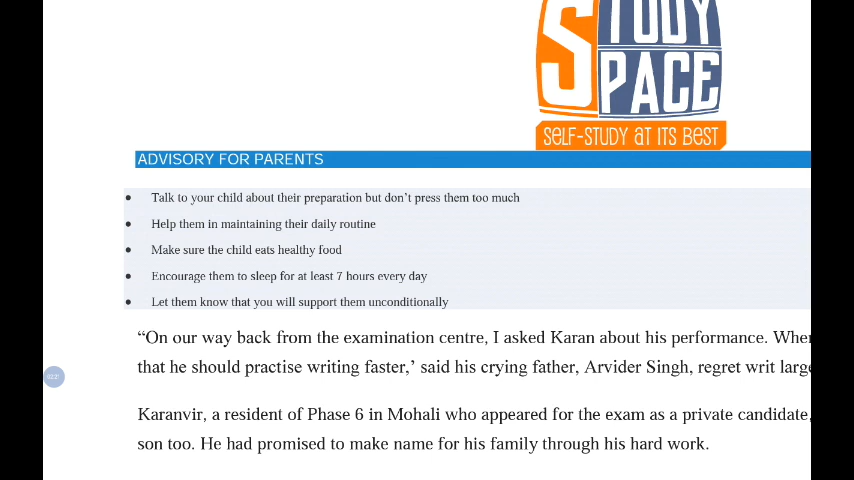 STUDY
SPACE
SELF-STUDY AT ITS BEST
ADVISORY FOR PARENTS
• Talk to your child about their preparation but don’t press them too much
• Help them in maintaining their daily routine
• Make sure the child eats healthy food
• Encourage them to sleep for at least 7 hours every day
• Let them know that you will support them unconditionally
“On our way back from the examination centre, I asked Karan about his performance. Wher
that he should practise writing faster,’ said his crying father, Arvider Singh, regret writ large
Karanvir, a resident of Phase 6 in Mohali who appeared for the exam as a private candidate,
son too. He had promised to make name for his family through his hard work.